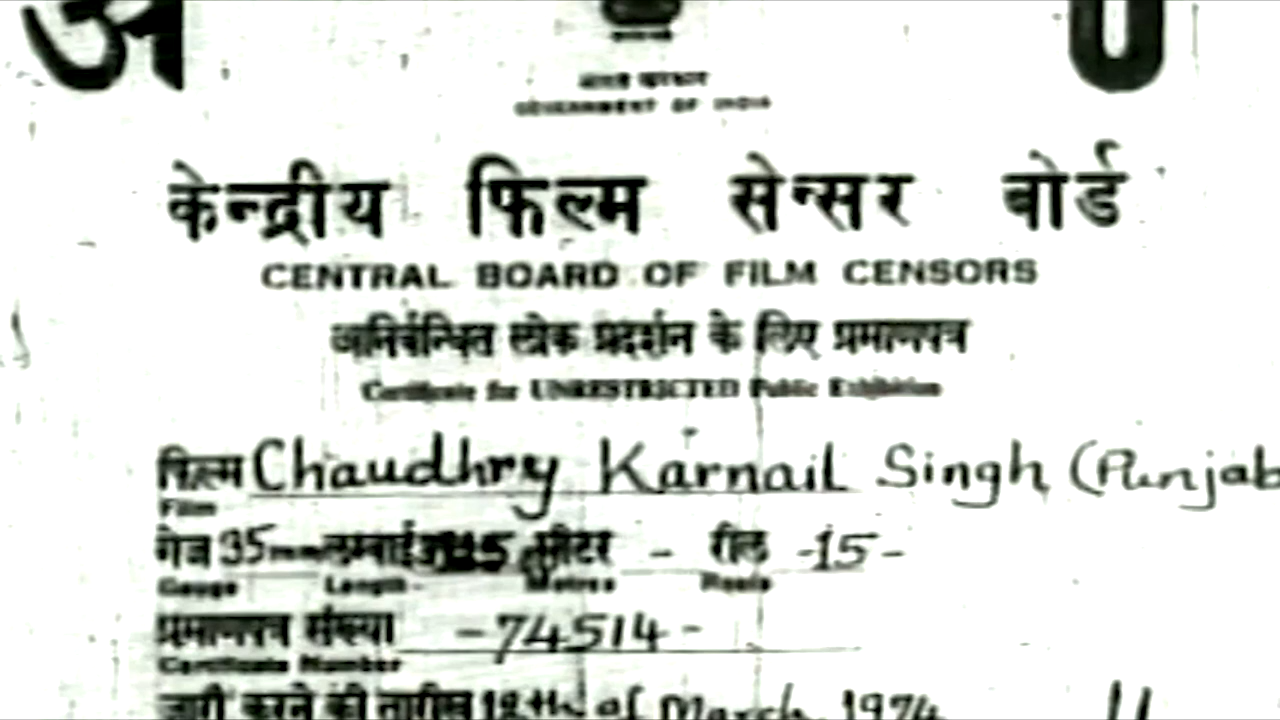 अ U
भारत सरकार
GOVERNMENT OF INDIA
केन्द्रीय फिल्म सेन्सर बोर्ड
CENTRAL BOARD OF FILM CENSORS
अनिर्बन्धित लोक प्रदर्शन के लिए प्रमाणपत्र
Certificate for UNRESTRICTED Public Exhibition
फिल्म Chaudhry Karnail Singh (Punjab
Film
गेज 35mm लम्बाई मीटर - रील -15-
Gauge Length Metres Reels
प्रमाणपत्र संख्या -74514-
Certificate Number
जारी करने की तारीख 18th of March, 1974